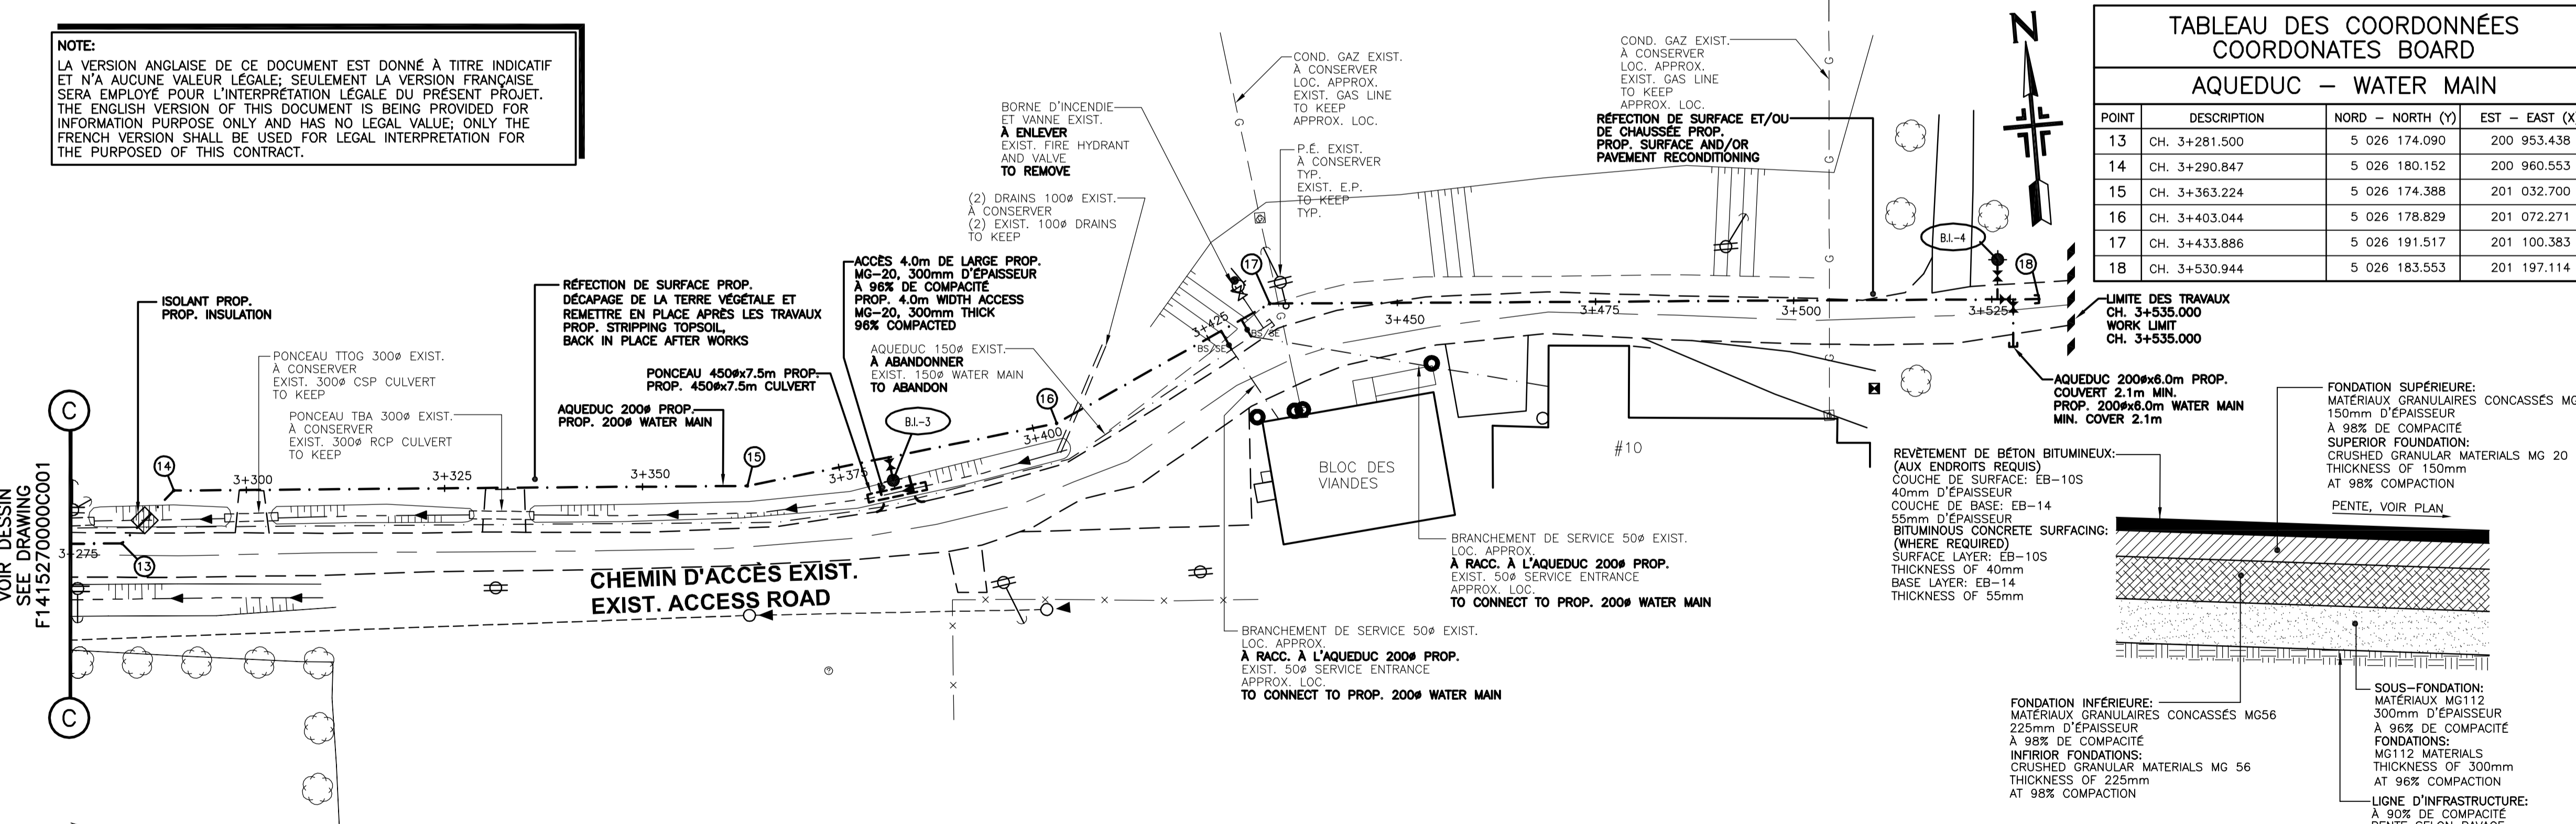 NOTE:
LA VERSION ANGLAISE DE CE DOCUMENT EST DONNÉ À TITRE INDICATIF
ET N'A AUCUNE VALEUR LÉGALE; SEULEMENT LA VERSION FRANÇAISE
SERA EMPLOYÉ POUR L'INTERPRÉTATION LÉGALE DU PRÉSENT PROJET.
THE ENGLISH VERSION OF THIS DOCUMENT IS BEING PROVIDED FOR
INFORMATION PURPOSE ONLY AND HAS NO LEGAL VALUE; ONLY THE
FRENCH VERSION SHALL BE USED FOR LEGAL INTERPRETATION FOR
THE PURPOSED OF THIS CONTRACT.
ISOLANT PROP.
PROP. INSULATION
PONCEAU TTOG 300ø EXIST.
À CONSERVER
EXIST. 300ø CSP CULVERT
TO KEEP
PONCEAU TBA 300ø EXIST.
À CONSERVER
EXIST. 300ø RCP CULVERT
TO KEEP
RÉFECTION DE SURFACE PROP.
DÉCAPAGE DE LA TERRE VÉGÉTALE ET
REMETTRE EN PLACE APRÈS LES TRAVAUX
PROP. STRIPPING TOPSOIL,
BACK IN PLACE AFTER WORKS
PONCEAU 450øx7.5m PROP.
PROP. 450øx7.5m CULVERT
AQUEDUC 200ø PROP.
PROP. 200ø WATER MAIN
ACCÈS 4.0m DE LARGE PROP.
MG-20, 300mm D'ÉPAISSEUR
À 96% DE COMPACITÉ
PROP. 4.0m WIDTH ACCESS
MG-20, 300mm THICK
96% COMPACTED
AQUEDUC 150ø EXIST.
À ABANDONNER
EXIST. 150ø WATER MAIN
TO ABANDON
(2) DRAINS 100ø EXIST.
À CONSERVER
(2) EXIST. 100ø DRAINS
TO KEEP
BORNE D'INCENDIE
ET VANNE EXIST.
À ENLEVER
EXIST. FIRE HYDRANT
AND VALVE
TO REMOVE
COND. GAZ EXIST.
À CONSERVER
LOC. APPROX.
EXIST. GAS LINE
TO KEEP
APPROX. LOC.
P.É. EXIST.
À CONSERVER
TYP.
EXIST. E.P.
TO KEEP
TYP.
COND. GAZ EXIST.
À CONSERVER
LOC. APPROX.
EXIST. GAS LINE
TO KEEP
APPROX. LOC.
RÉFECTION DE SURFACE ET/OU
DE CHAUSSÉE PROP.
PROP. SURFACE AND/OR
PAVEMENT RECONDITIONING
N
TABLEAU DES COORDONNÉES
COORDONATES BOARD
AQUEDUC – WATER MAIN
POINT DESCRIPTION NORD – NORTH (Y) EST – EAST (X
13 CH. 3+281.500 5 026 174.090 200 953.438
14 CH. 3+290.847 5 026 180.152 200 960.553
15 CH. 3+363.224 5 026 174.388 201 032.700
16 CH. 3+403.044 5 026 178.829 201 072.271
17 CH. 3+433.886 5 026 191.517 201 100.383
18 CH. 3+530.944 5 026 183.553 201 197.114
B.I.-4
B.I.-3
13
14
15
16
17
18
3+275
3+300
3+325
3+350
3+375
3+400
3+425
3+450
3+475
3+500
3+525
BS/SE
BS/SE
G
G
G
G
G
G
C
C
VOIR DESSIN
SEE DRAWING
F1415270000C001
CHEMIN D'ACCÈS EXIST.
EXIST. ACCESS ROAD
BLOC DES
VIANDES
#10
LIMITE DES TRAVAUX
CH. 3+535.000
WORK LIMIT
CH. 3+535.000
AQUEDUC 200øx6.0m PROP.
COUVERT 2.1m MIN.
PROP. 200øx6.0m WATER MAIN
MIN. COVER 2.1m
BRANCHEMENT DE SERVICE 50ø EXIST.
LOC. APPROX.
À RACC. À L'AQUEDUC 200ø PROP.
EXIST. 50ø SERVICE ENTRANCE
APPROX. LOC.
TO CONNECT TO PROP. 200ø WATER MAIN
BRANCHEMENT DE SERVICE 50ø EXIST.
LOC. APPROX.
À RACC. À L'AQUEDUC 200ø PROP.
EXIST. 50ø SERVICE ENTRANCE
APPROX. LOC.
TO CONNECT TO PROP. 200ø WATER MAIN
REVÊTEMENT DE BÉTON BITUMINEUX:
(AUX ENDROITS REQUIS)
COUCHE DE SURFACE: EB-10S
40mm D'ÉPAISSEUR
COUCHE DE BASE: EB-14
55mm D'ÉPAISSEUR
BITUMINOUS CONCRETE SURFACING:
(WHERE REQUIRED)
SURFACE LAYER: EB-10S
THICKNESS OF 40mm
BASE LAYER: EB-14
THICKNESS OF 55mm
FONDATION SUPÉRIEURE:
MATÉRIAUX GRANULAIRES CONCASSÉS MG
150mm D'ÉPAISSEUR
À 98% DE COMPACITÉ
SUPERIOR FOUNDATION:
CRUSHED GRANULAR MATERIALS MG 20
THICKNESS OF 150mm
AT 98% COMPACTION
PENTE, VOIR PLAN
FONDATION INFÉRIEURE:
MATÉRIAUX GRANULAIRES CONCASSÉS MG56
225mm D'ÉPAISSEUR
À 98% DE COMPACITÉ
INFIRIOR FONDATIONS:
CRUSHED GRANULAR MATERIALS MG 56
THICKNESS OF 225mm
AT 98% COMPACTION
SOUS-FONDATION:
MATÉRIAUX MG112
300mm D'ÉPAISSEUR
À 96% DE COMPACITÉ
FONDATIONS:
MG112 MATERIALS
THICKNESS OF 300mm
AT 96% COMPACTION
LIGNE D'INFRASTRUCTURE:
À 90% DE COMPACITÉ